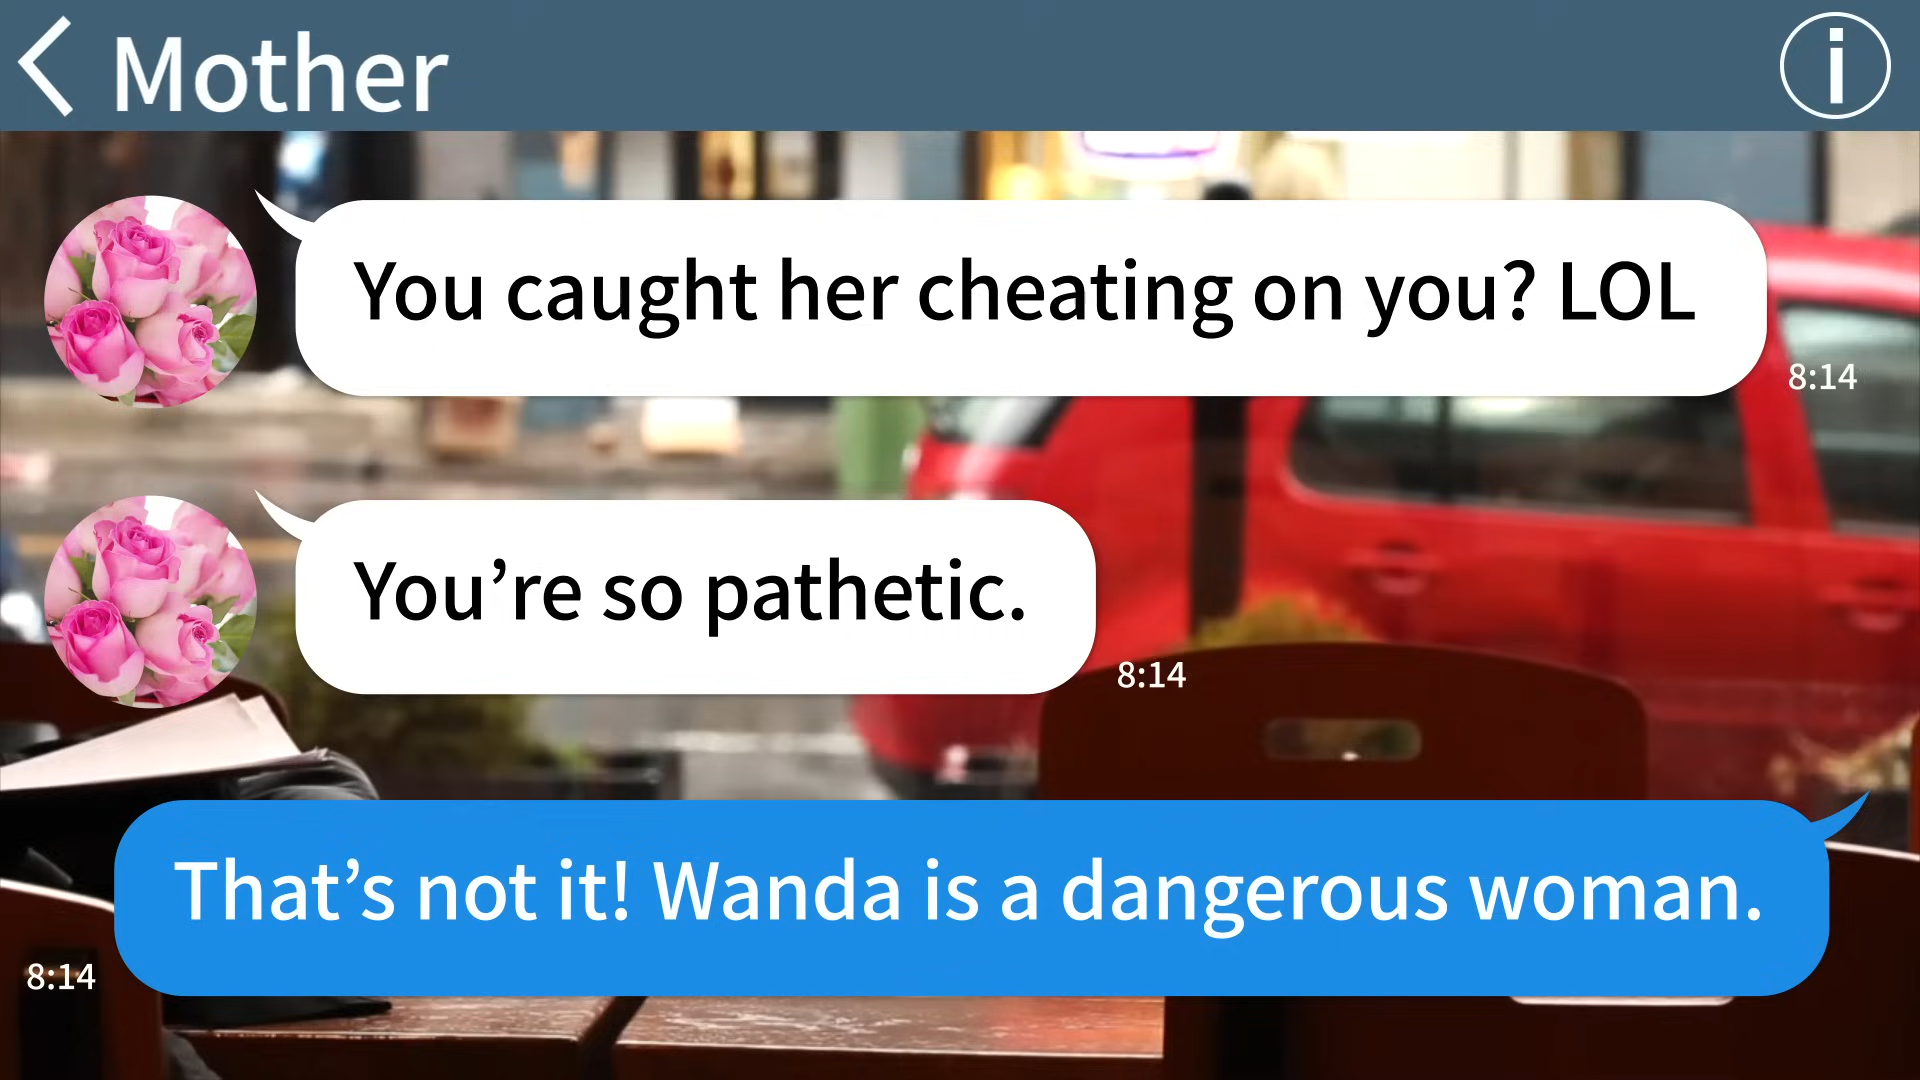 Mother
You caught her cheating on you? LOL
8:14
You’re so pathetic.
8:14
That’s not it! Wanda is a dangerous woman.
8:14